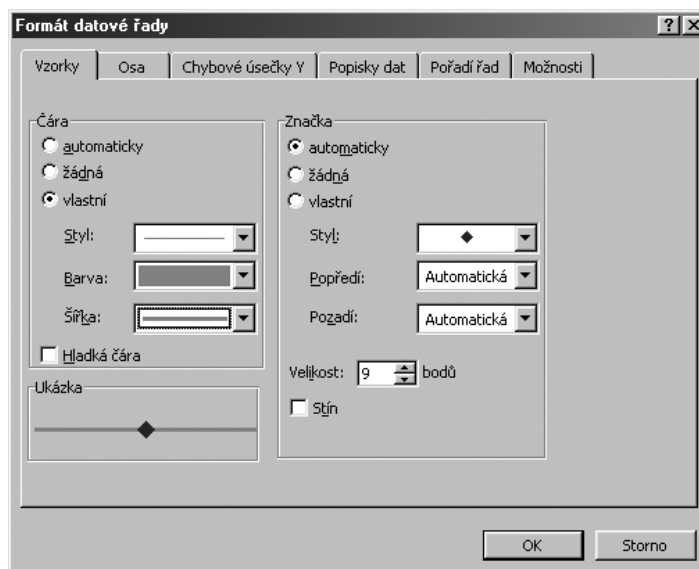 Formát datové řady
Vzorky Osa Chybové úsečky Y Popisky dat Pořadí řad Možnosti
Čára
automaticky
žádná
vlastní
Styl:
Barva:
Šířka:
Hladká čára
Ukázka
Značka
automaticky
žádná
vlastní
Styl:
Popředí: Automatická
Pozadí: Automatická
Velikost: 9 bodů
Stín
OK Storno